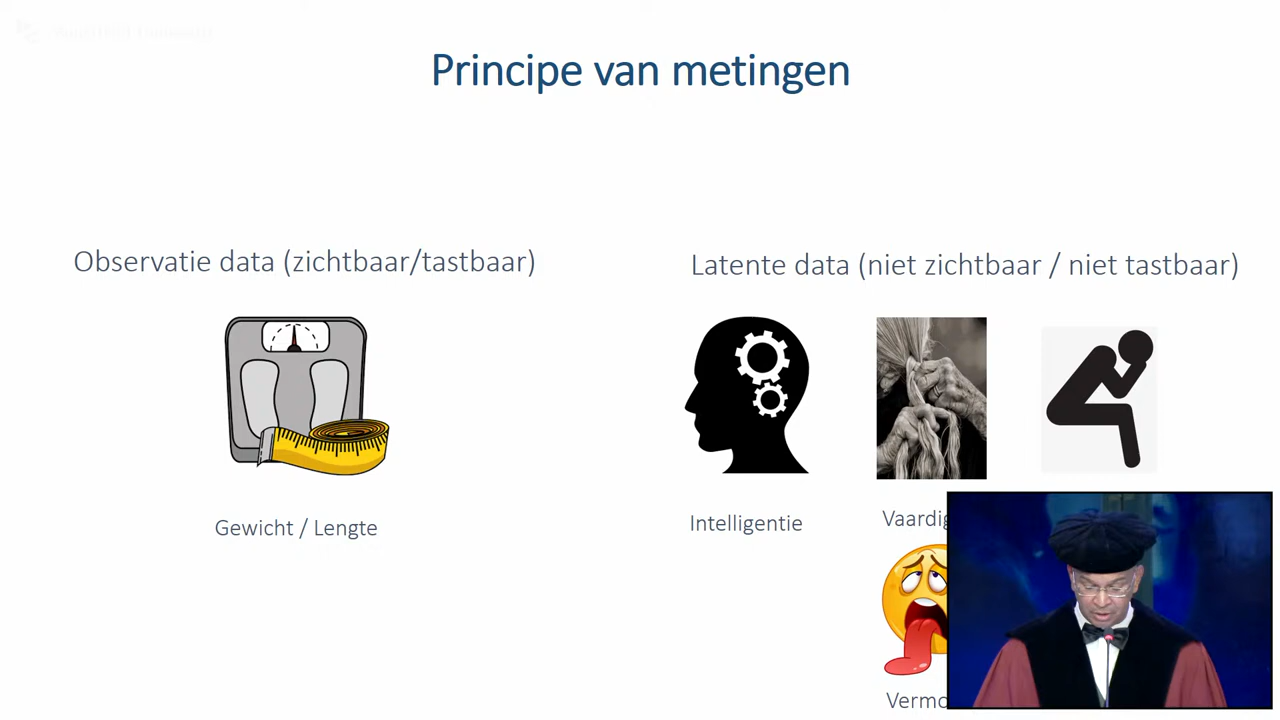 Principe van metingen
Observatie data (zichtbaar/tastbaar)
Latente data (niet zichtbaar / niet tastbaar)
Gewicht / Lengte
Intelligentie